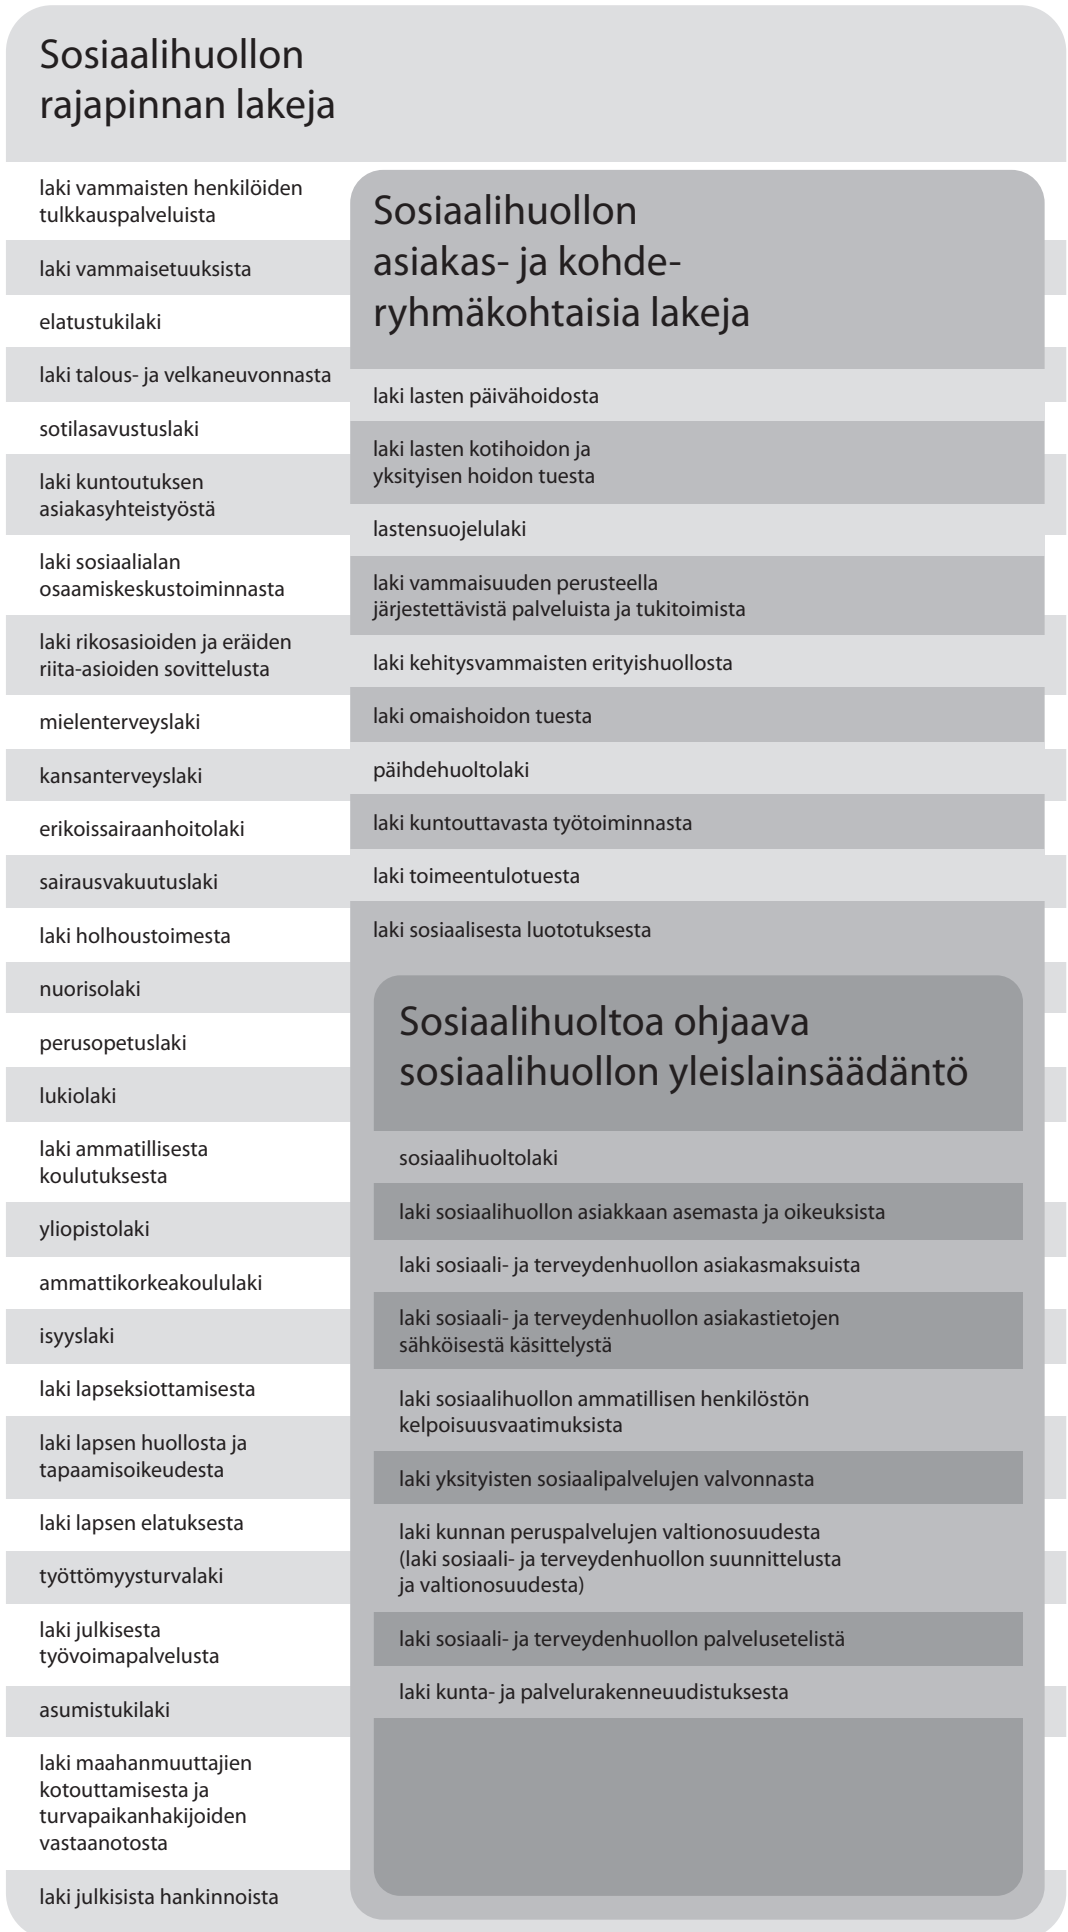 Sosiaalihuollon
rajapinnan lakeja
laki vammaisten henkilöiden
tulkkauspalveluista
laki vammaisetuuksista
elatustukilaki
laki talous- ja velkaneuvonnasta
sotilasavustuslaki
laki kuntoutuksen
asiakasyhteistyöstä
laki sosiaalialan
osaamiskeskustoiminnasta
laki rikosasioiden ja eräiden
riita-asioiden sovittelusta
mielenterveyslaki
kansanterveyslaki
erikoissairaanhoitolaki
sairausvakuutuslaki
laki holhoustoimesta
nuorisolaki
perusopetuslaki
lukiolaki
laki ammatillisesta
koulutuksesta
yliopistolaki
ammattikorkeakoululaki
isyyslaki
laki lapseksiottamisesta
laki lapsen huollosta ja
tapaamisoikeudesta
laki lapsen elatuksesta
työttömyysturvalaki
laki julkisesta
työvoimapalvelusta
asumistukilaki
laki maahanmuuttajien
kotouttamisesta ja
turvapaikanhakijoiden
vastaanotosta
laki julkisista hankinnoista
Sosiaalihuollon
asiakas- ja kohde-
ryhmäkohtaisia lakeja
laki lasten päivähoidosta
laki lasten kotihoidon ja
yksityisen hoidon tuesta
lastensuojelulaki
laki vammaisuuden perusteella
järjestettävistä palveluista ja tukitoimista
laki kehitysvammaisten erityishuollosta
laki omaishoidon tuesta
päihdehuoltolaki
laki kuntouttavasta työtoiminnasta
laki toimeentulotuesta
laki sosiaalisesta luototuksesta
Sosiaalihuoltoa ohjaava
sosiaalihuollon yleislainsäädäntö
sosiaalihuoltolaki
laki sosiaalihuollon asiakkaan asemasta ja oikeuksista
laki sosiaali- ja terveydenhuollon asiakasmaksuista
laki sosiaali- ja terveydenhuollon asiakastietojen
sähköisestä käsittelystä
laki sosiaalihuollon ammatillisen henkilöstön
kelpoisuusvaatimuksista
laki yksityisten sosiaalipalvelujen valvonnasta
laki kunnan peruspalvelujen valtionosuudesta
(laki sosiaali- ja terveydenhuollon suunnittelusta
ja valtionosuudesta)
laki sosiaali- ja terveydenhuollon palvelusetelistä
laki kunta- ja palvelurakenneuudistuksesta